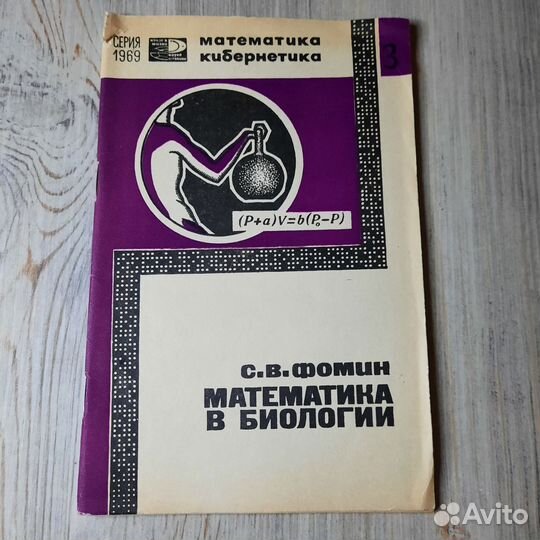 СЕРИЯ
1969
математика
кибернетика
3
(P+a)V=b(P₀-P)
С.В.ФОМИН
МАТЕМАТИКА
В БИОЛОГИИ
Avito